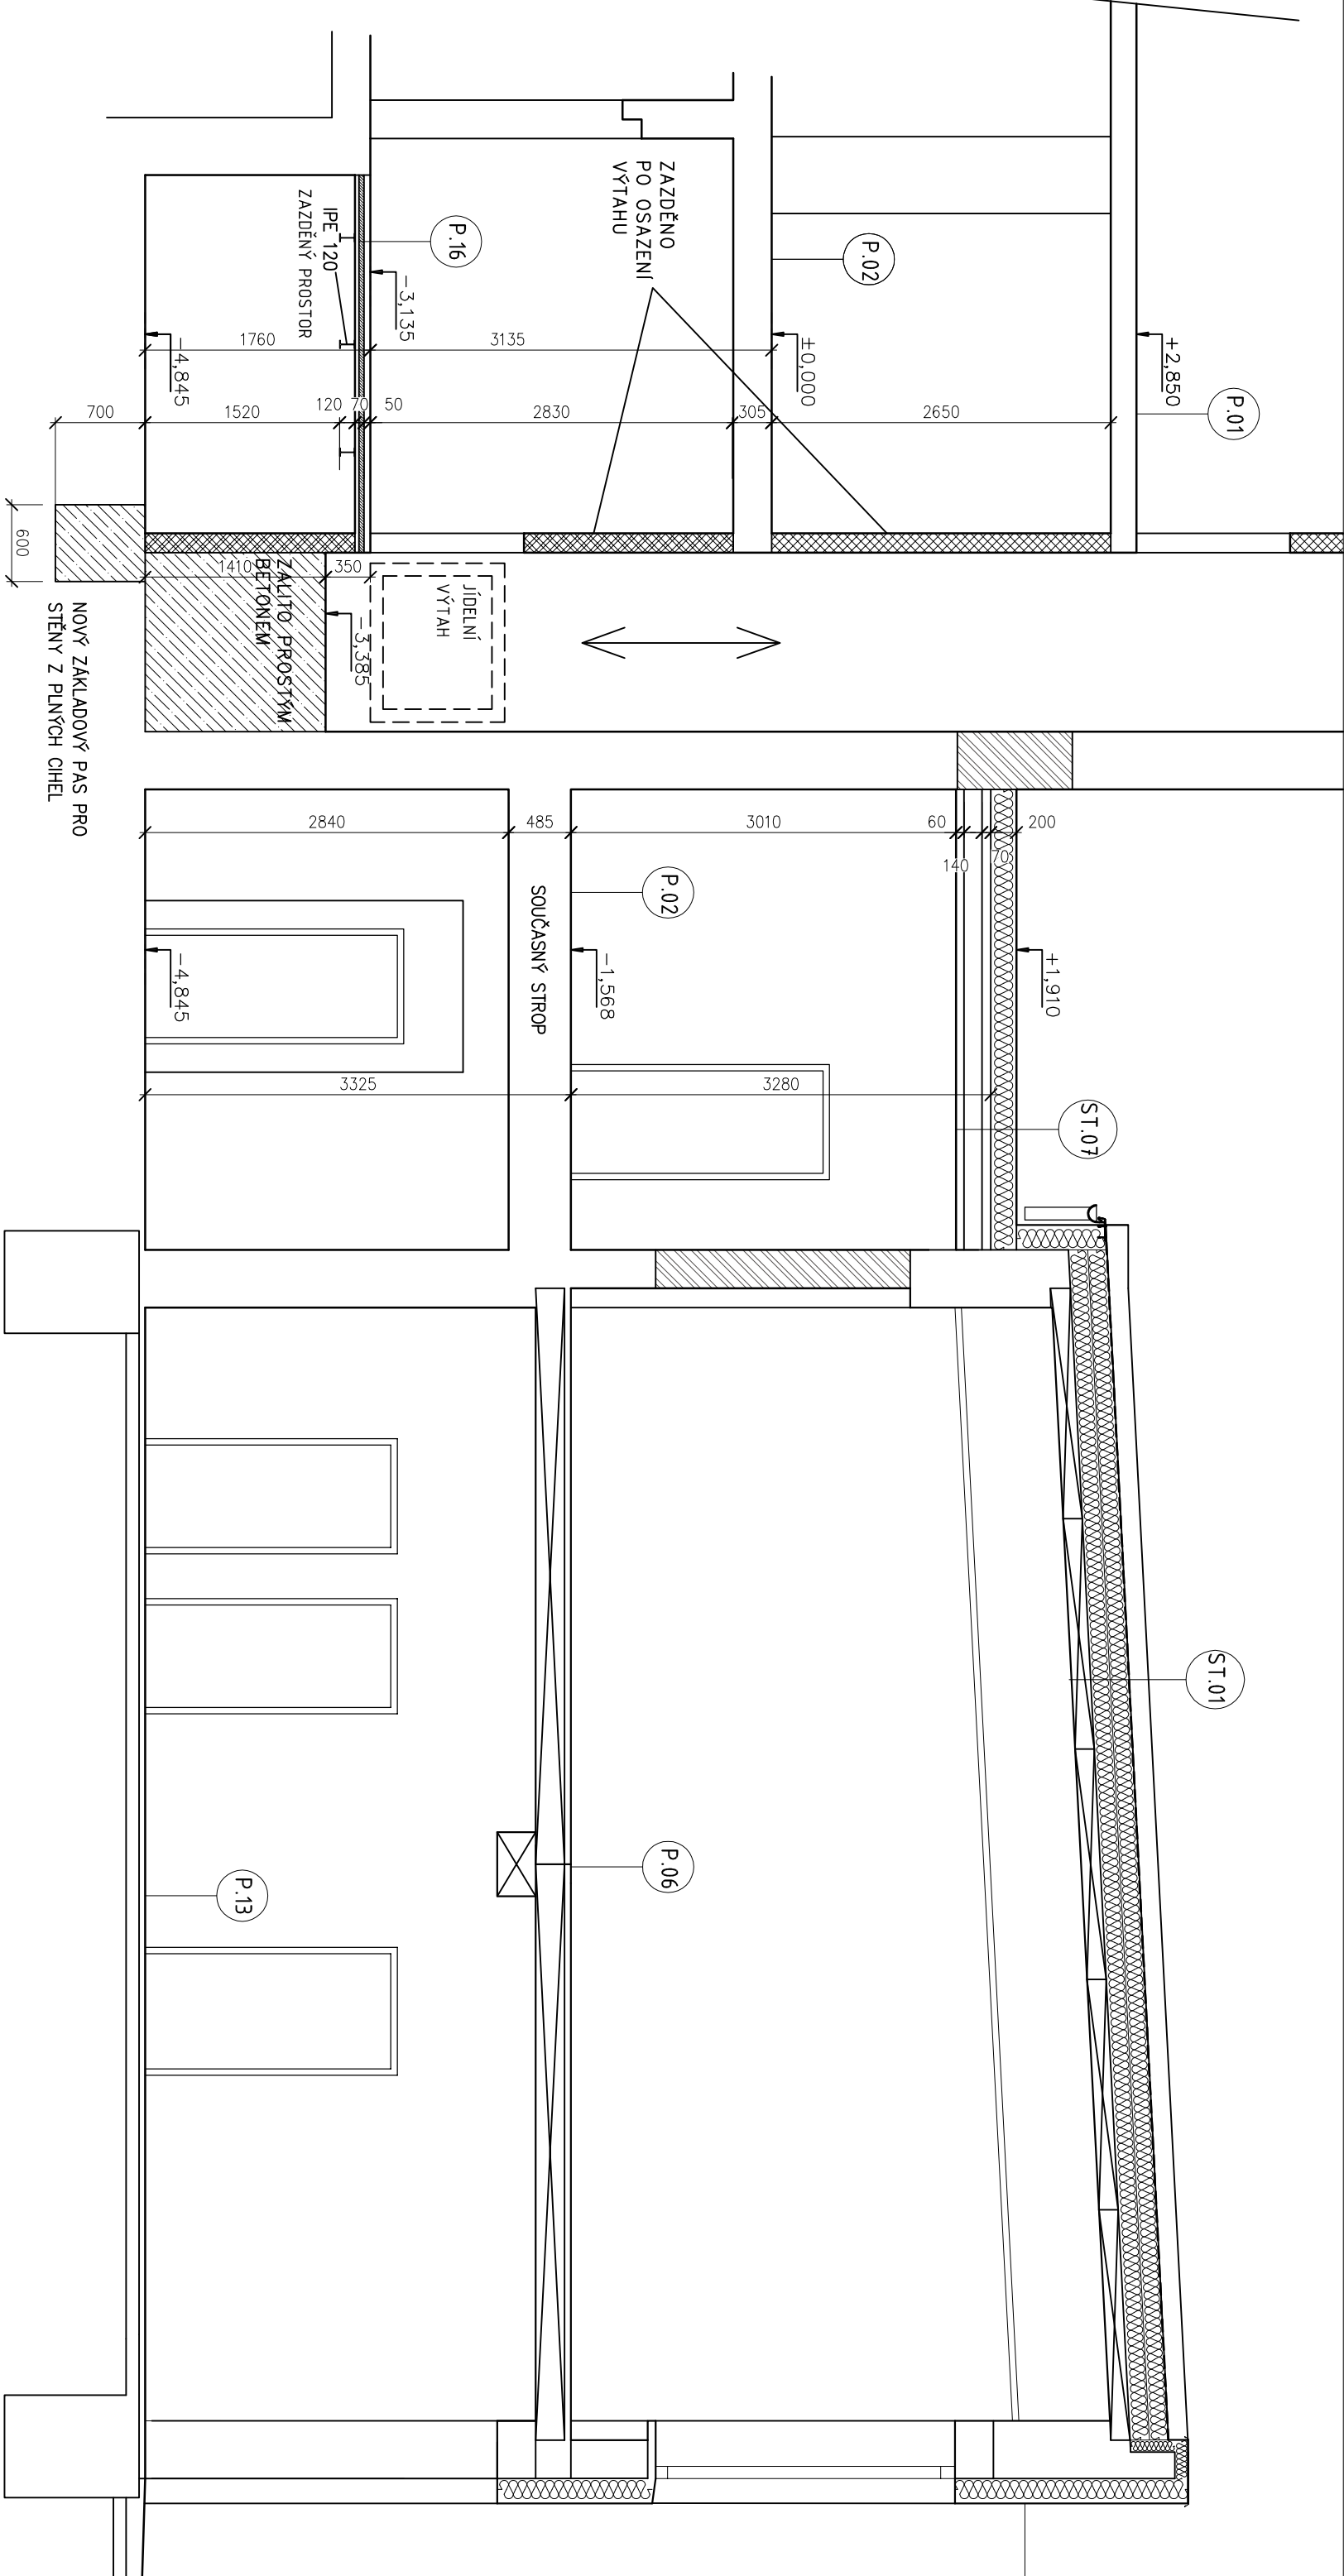 P.01
+2,850
P.02
±0,000
ZAZDĚNO
PO OSAZENÍ
VÝTAHU
P.16
-3,135
IPE 120
ZAZDĚNÝ PROSTOR
-4,845
1760
3135
700
1520
120
70
50
2830
305
2650
600
1410
350
ZALITO PROSTÝM
BETONEM
-3,385
JÍDELNÍ
VÝTAH
NOVÝ ZÁKLADOVÝ PAS PRO
STĚNY Z PLNÝCH CIHEL
2840
485
3010
60
140
70
200
P.02
SOUČASNÝ STROP
-1,568
+1,910
-4,845
3325
3280
ST.07
ST.01
P.06
P.13